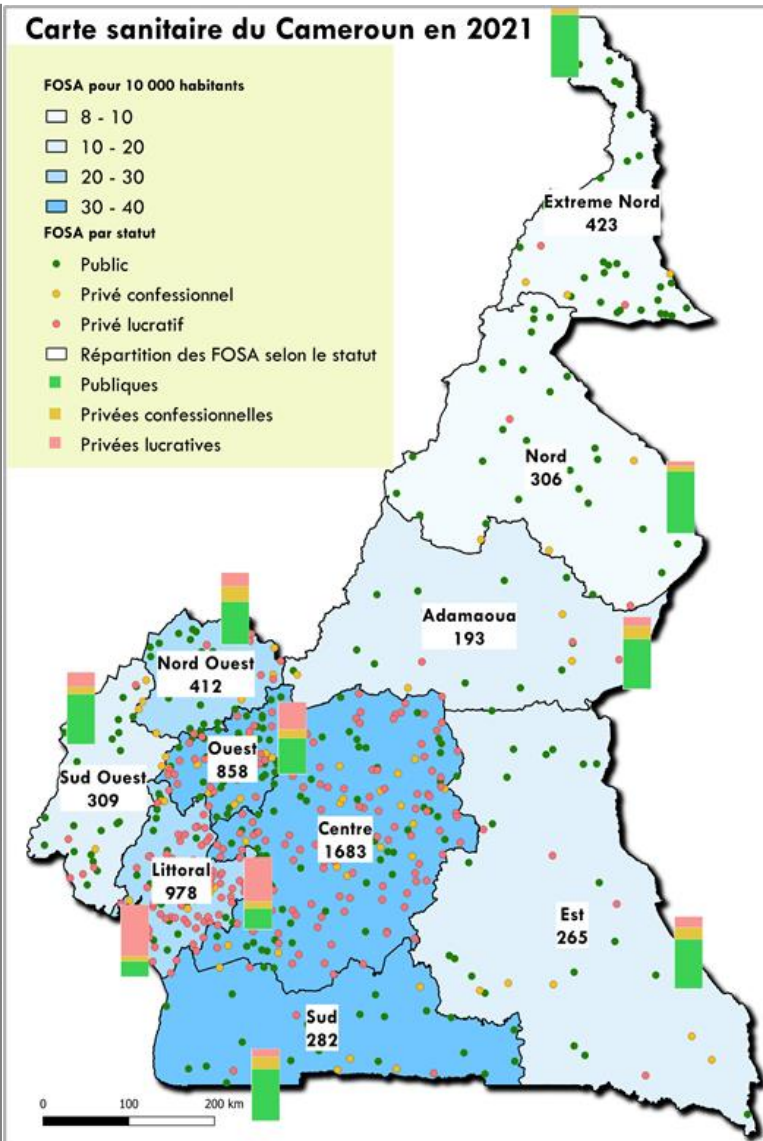 Carte sanitaire du Cameroun en 2021
FOSA pour 10 000 habitants
8 - 10
10 - 20
20 - 30
30 - 40
FOSA par statut
Public
Privé confessionnel
Privé lucratif
Répartition des FOSA selon le statut
Publiques
Privées confessionnelles
Privées lucratives
Extreme Nord
423
Nord
306
Adamaoua
193
Nord Ouest
412
Ouest
858
Sud Ouest
309
Centre
1683
Littoral
978
Est
265
Sud
282
0 100 200 km